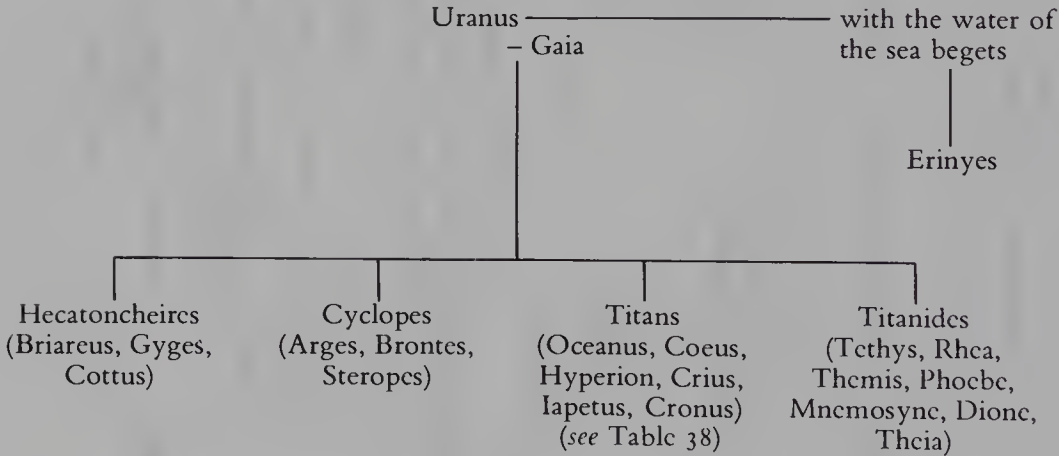 Uranus
with the water of
– Gaia
the sea begets
Erinyes
Hecatoncheires
(Briareus, Gyges,
Cottus)
Cyclopes
(Arges, Brontes,
Steropes)
Titans
(Oceanus, Coeus,
Hyperion, Crius,
Iapetus, Cronus)
(see Table 38)
Titanides
(Tethys, Rhea,
Themis, Phoebe,
Mnemosyne, Dione,
Theia)